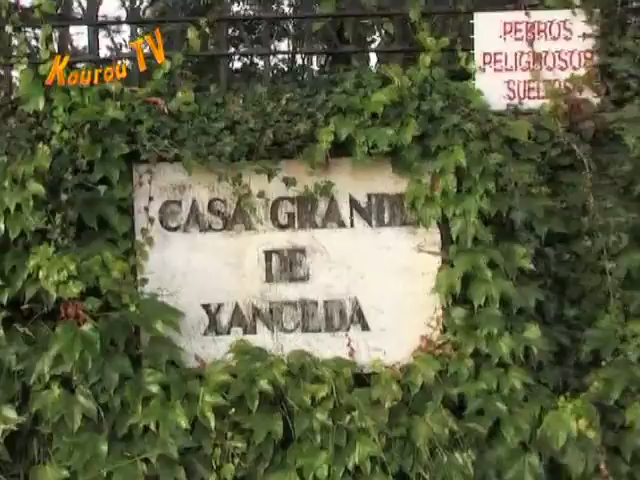 Kourou TV
PERROS
PELIGROSOS
SUELTOS
CASA GRANDE
DE
XANCEDA